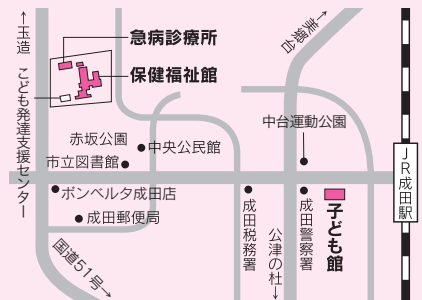 ←玉造
こども発達支援センター
急病診療所
保健福祉館
←美郷台
中台運動公園
赤坂公園
中央公民館
市立図書館
ボンベルタ成田店
成田郵便局
国道51号→
成田税務署
公津の杜→
成田警察署
子ども館
JR成田駅